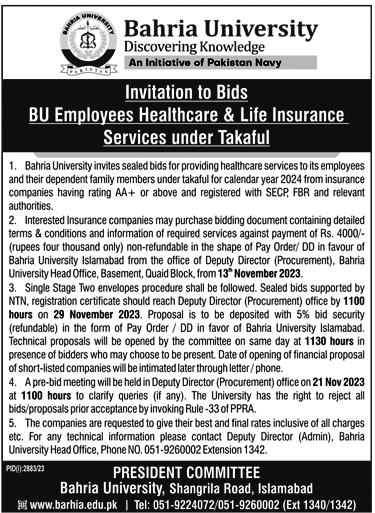 BAHRIA UNIVERSITY
PAKISTAN
Bahria University
Discovering Knowledge
An Initiative of Pakistan Navy
Invitation to Bids
BU Employees Healthcare & Life Insurance
Services under Takaful
1. Bahria University invites sealed bids for providing healthcare services to its employees
and their dependent family members under takaful for calendar year 2024 from insurance
companies having rating AA+ or above and registered with SECP, FBR and relevant
authorities.
2. Interested Insurance companies may purchase bidding document containing detailed
terms & conditions and information of required services against payment of Rs. 4000/-
(rupees four thousand only) non-refundable in the shape of Pay Order/ DD in favour of
Bahria University Islamabad from the office of Deputy Director (Procurement), Bahria
University Head Office, Basement, Quaid Block, from 13th November 2023.
3. Single Stage Two envelopes procedure shall be followed. Sealed bids supported by
NTN, registration certificate should reach Deputy Director (Procurement) office by 1100
hours on 29 November 2023. Proposal is to be deposited with 5% bid security
(refundable) in the form of Pay Order / DD in favor of Bahria University Islamabad.
Technical proposals will be opened by the committee on same day at 1130 hours in
presence of bidders who may choose to be present. Date of opening of financial proposal
of short-listed companies will be intimated later through letter / phone.
4. A pre-bid meeting will be held in Deputy Director (Procurement) office on 21 Nov 2023
at 1100 hours to clarify queries (if any). The University has the right to reject all
bids/proposals prior acceptance by invoking Rule -33 of PPRA.
5. The companies are requested to give their best and final rates inclusive of all charges
etc. For any technical information please contact Deputy Director (Admin), Bahria
University Head Office, Phone NO. 051-9260002 Extension 1342.
PID(i):2883/23
PRESIDENT COMMITTEE
Bahria University, Shangrila Road, Islamabad
www.barhia.edu.pk | Tel: 051-9224072/051-9260002 (Ext 1340/1342)